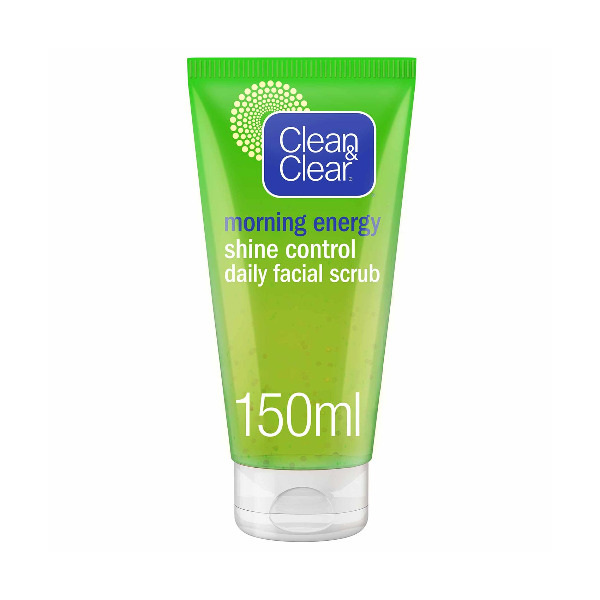 Clean
&
Clear
morning energy
shine control
daily facial scrub
150ml